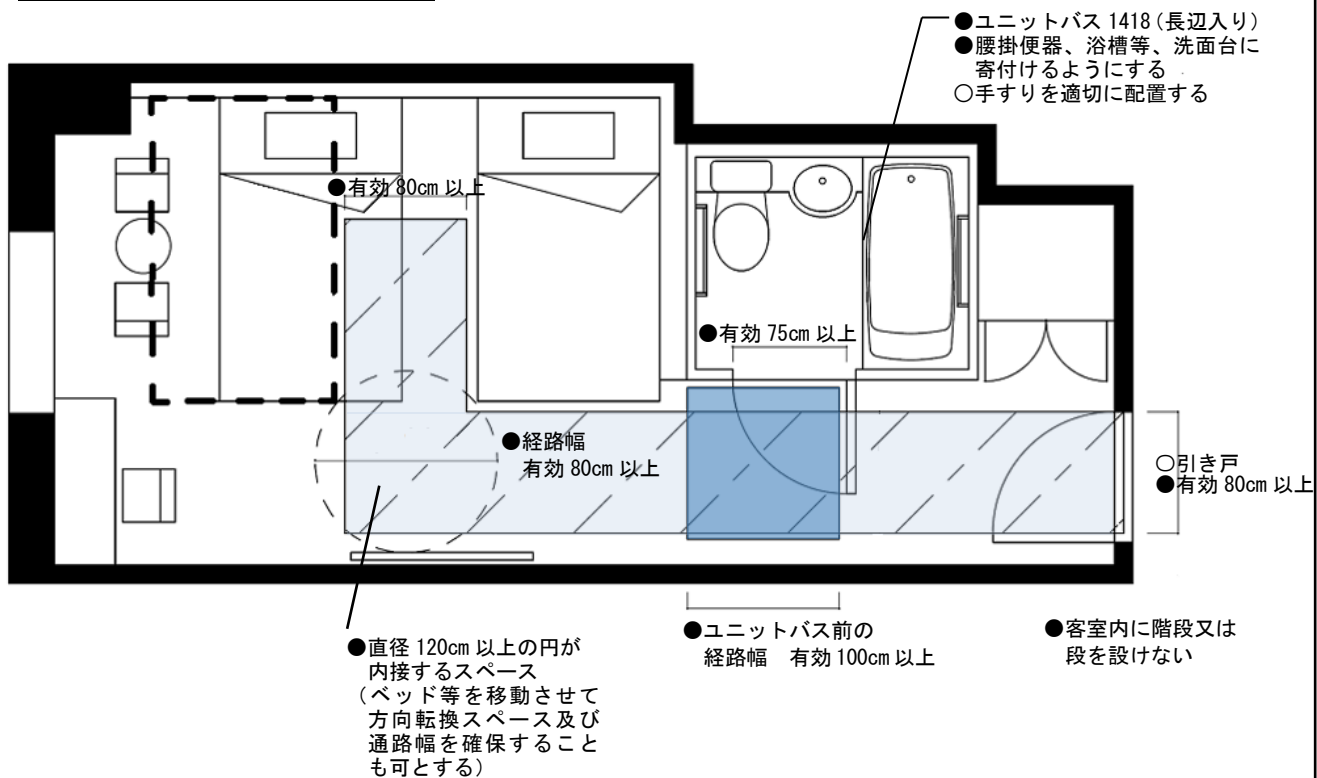 ●ユニットバス 1418(長辺入り)
●腰掛便器、浴槽等、洗面台に
寄付けるようにする
○手すりを適切に配置する
●有効 80cm 以上
●有効 75cm 以上
●経路幅
有効 80cm 以上
○引き戸
●有効 80cm 以上
●直径 120cm 以上の円が
内接するスペース
(ベッド等を移動させて
方向転換スペース及び
通路幅を確保すること
も可とする)
●ユニットバス前の
経路幅　有効 100cm 以上
●客室内に階段又は
段を設けない